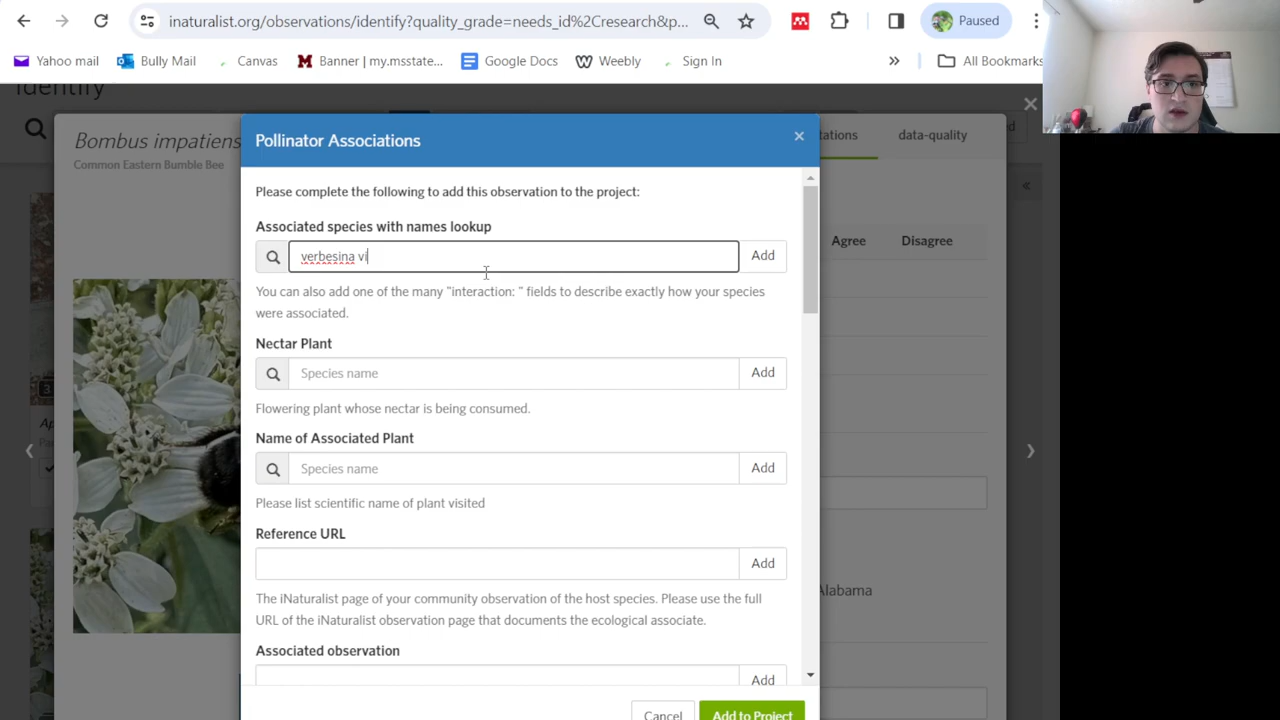 inaturalist.org/observations/identify?quality_grade=needs_id%2Cresearch&p...
Paused
Yahoo mail
Bully Mail
Canvas
Banner | my.msstate...
Google Docs
Weebly
Sign In
»
All Bookmarks
Identify
Bombus impatiens
Common Eastern Bumble Bee
data-quality
Pollinator Associations
×
Please complete the following to add this observation to the project:
Associated species with names lookup
verbesina vi
Add
You can also add one of the many "interaction: " fields to describe exactly how your species
were associated.
Agree
Disagree
Nectar Plant
Species name
Add
Flowering plant whose nectar is being consumed.
Name of Associated Plant
Species name
Add
Please list scientific name of plant visited
Reference URL
Add
The iNaturalist page of your community observation of the host species. Please use the full
URL of the iNaturalist observation page that documents the ecological associate.
Alabama
Associated observation
Add
Cancel
Add to Project